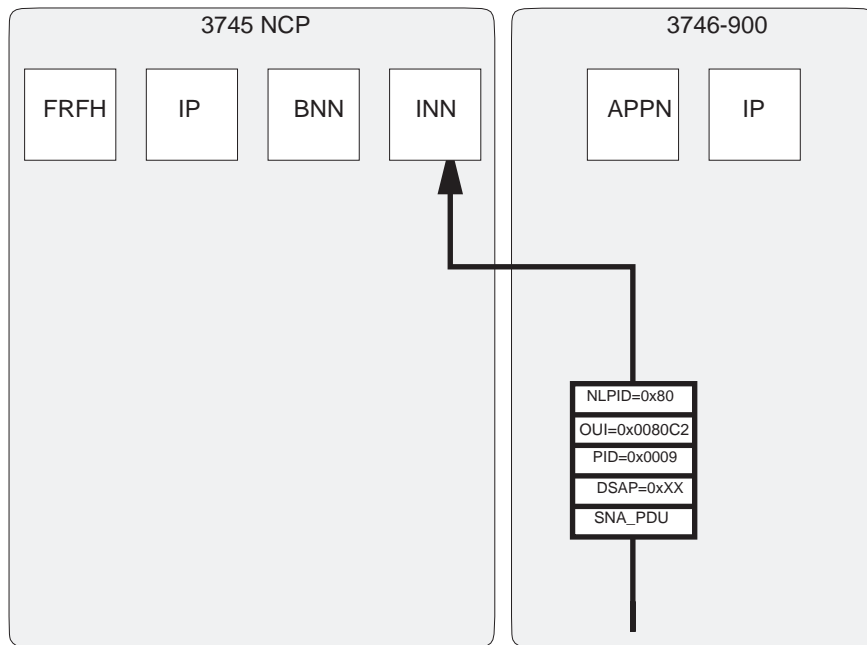 3745 NCP
3746-900
FRFH
IP
BNN
INN
APPN
IP
NLPID=0x80
OUI=0x0080C2
PID=0x0009
DSAP=0xXX
SNA_PDU